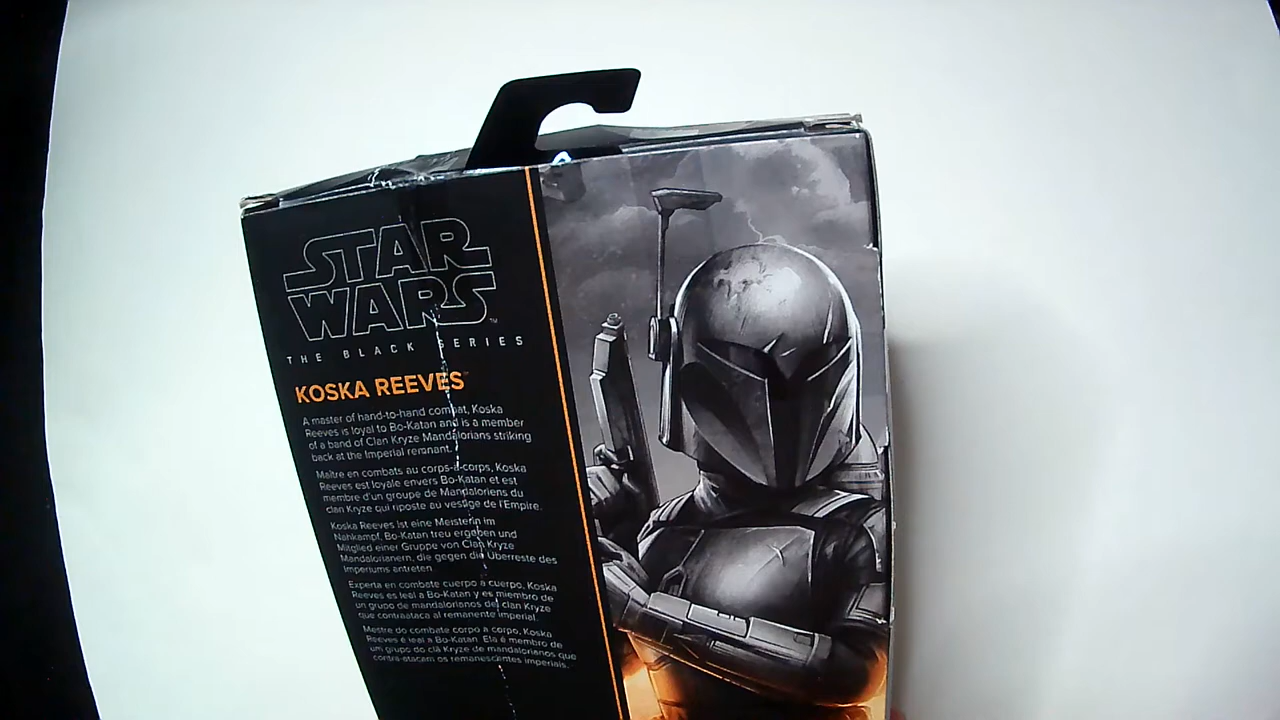 STAR
WARS™
THE BLACK SERIES
KOSKA REEVES™
A master of hand-to-hand combat, Koska
Reeves is loyal to Bo-Katan and is a member
of a band of Clan Kryze Mandalorians striking
back at the Imperial remnant.
Maître en combats au corps-à-corps, Koska
Reeves est loyale envers Bo-Katan et est
membre d'un groupe de Mandaloriens du
clan Kryze qui riposte au vestige de l'Empire.
Koska Reeves ist eine Meisterin im
Nahkampf, Bo-Katan treu ergeben und
Mitglied einer Gruppe von Clan Kryze
Mandalorianern, die gegen die Überreste des
Imperiums antreten.
Experta en combate cuerpo a cuerpo, Koska
Reeves es leal a Bo-Katan y es miembro de
un grupo de mandalorianos del clan Kryze
que contraataca al remanente imperial.
Mestre do combate corpo a corpo, Koska
Reeves é leal a Bo-Katan. Ela é membro de
um grupo do clã Kryze de mandalorianos que
contra-atacam os remanescentes imperiais.